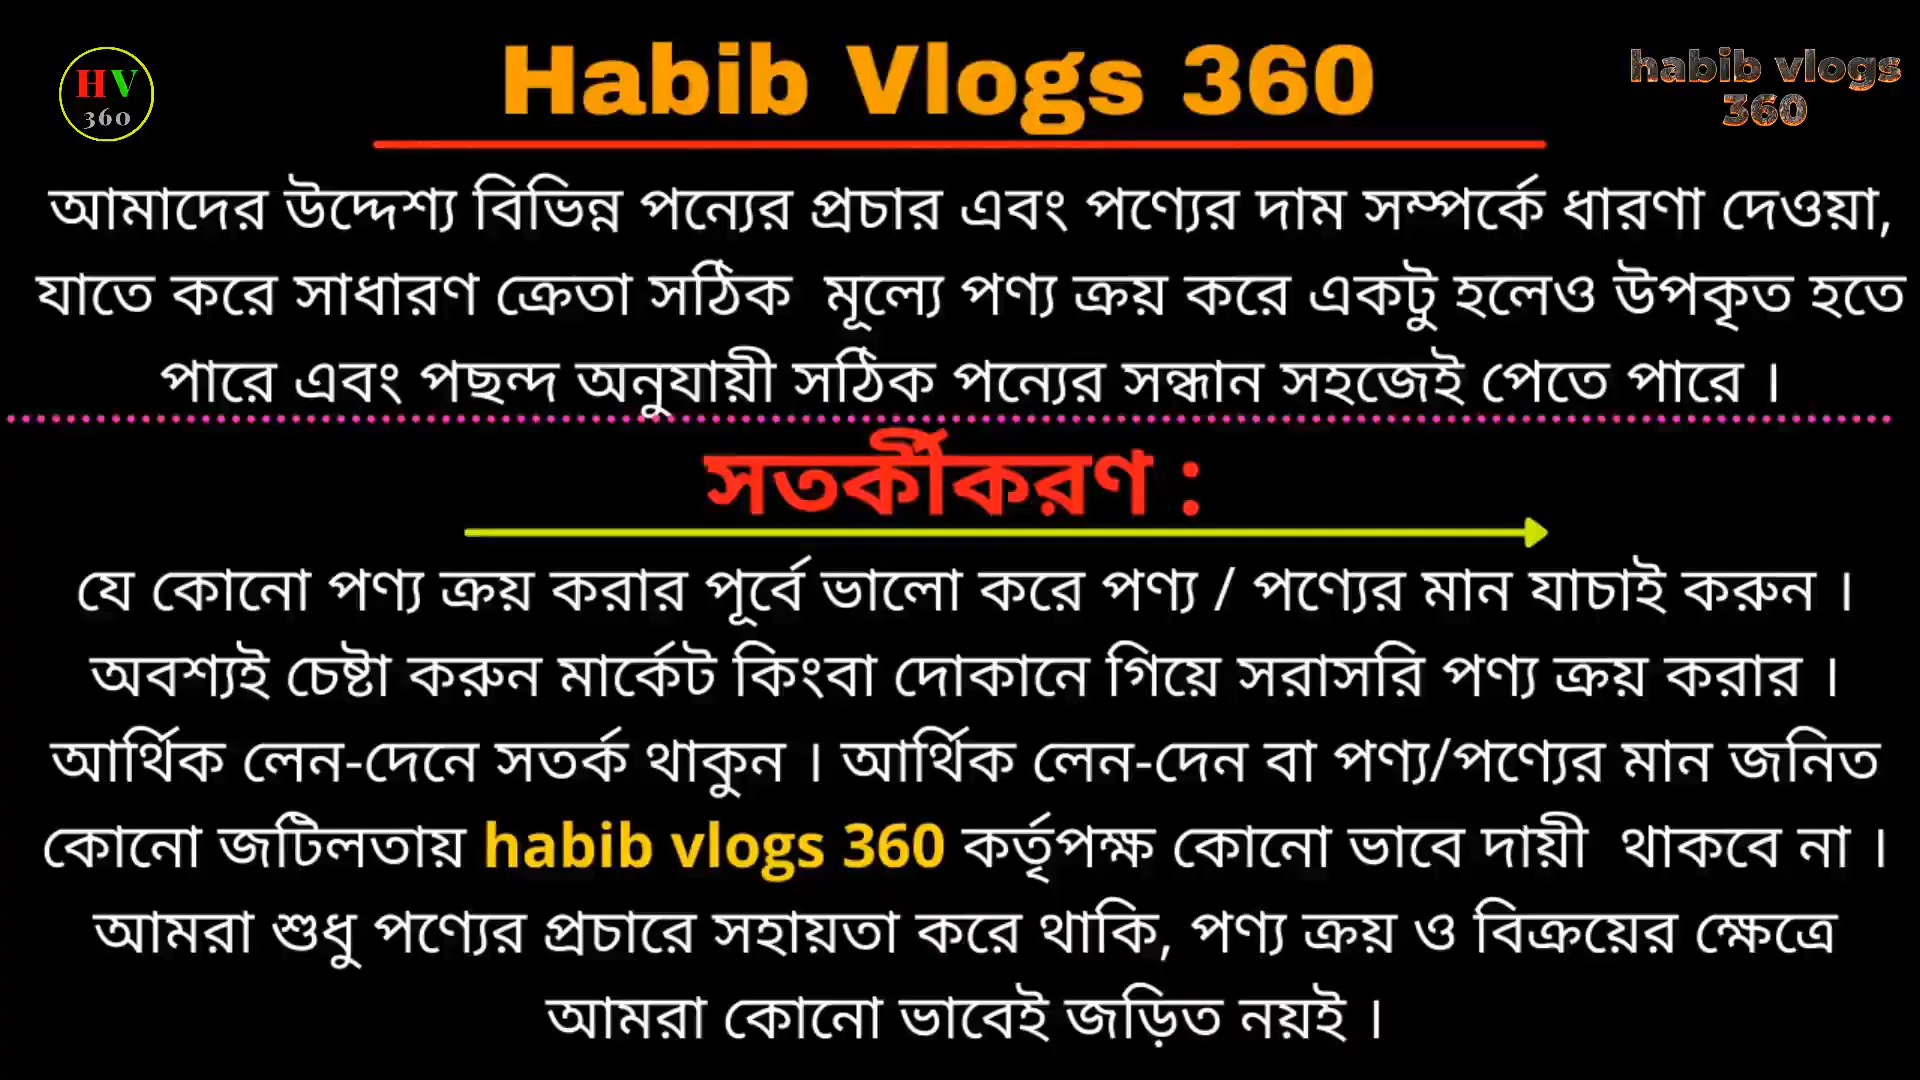 HV
360
Habib Vlogs 360
habib vlogs
360
আমাদের উদ্দেশ্য বিভিন্ন পন্যের প্রচার এবং পণ্যের দাম সম্পর্কে ধারণা দেওয়া,
যাতে করে সাধারণ ক্রেতা সঠিক মূল্যে পণ্য ক্রয় করে একটু হলেও উপকৃত হতে
পারে এবং পছন্দ অনুযায়ী সঠিক পন্যের সন্ধান সহজেই পেতে পারে ।
সতর্কীকরণ :
যে কোনো পণ্য ক্রয় করার পূর্বে ভালো করে পণ্য / পণ্যের মান যাচাই করুন ।
অবশ্যই চেষ্টা করুন মার্কেট কিংবা দোকানে গিয়ে সরাসরি পণ্য ক্রয় করার ।
আর্থিক লেন-দেনে সতর্ক থাকুন । আর্থিক লেন-দেন বা পণ্য/পণ্যের মান জনিত
কোনো জটিলতায় habib vlogs 360 কর্তৃপক্ষ কোনো ভাবে দায়ী থাকবে না ।
আমরা শুধু পণ্যের প্রচারে সহায়তা করে থাকি, পণ্য ক্রয় ও বিক্রয়ের ক্ষেত্রে
আমরা কোনো ভাবেই জড়িত নয়ই ।